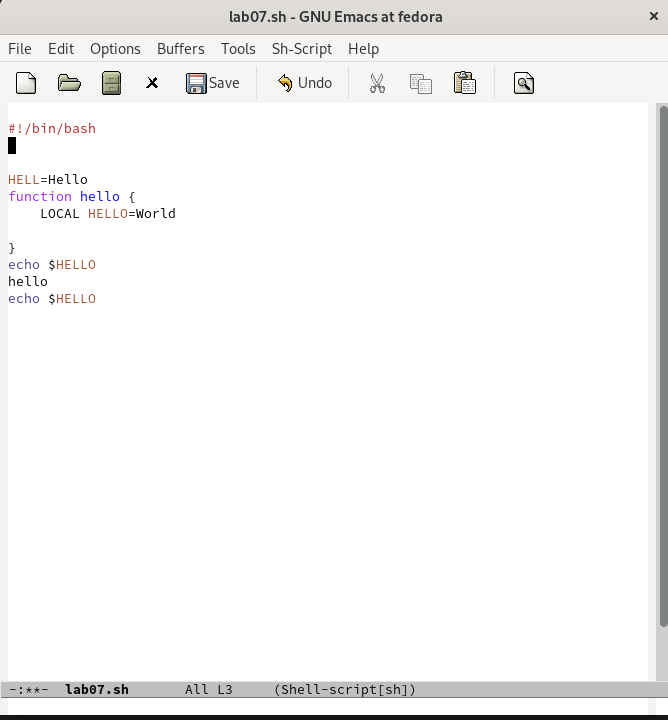 lab07.sh - GNU Emacs at fedora
File Edit Options Buffers Tools Sh-Script Help
Save Undo
#!/bin/bash
HELL=Hello
function hello {
    LOCAL HELLO=World
}
echo $HELLO
hello
echo $HELLO
-:**-  lab07.sh       All L3     (Shell-script[sh])